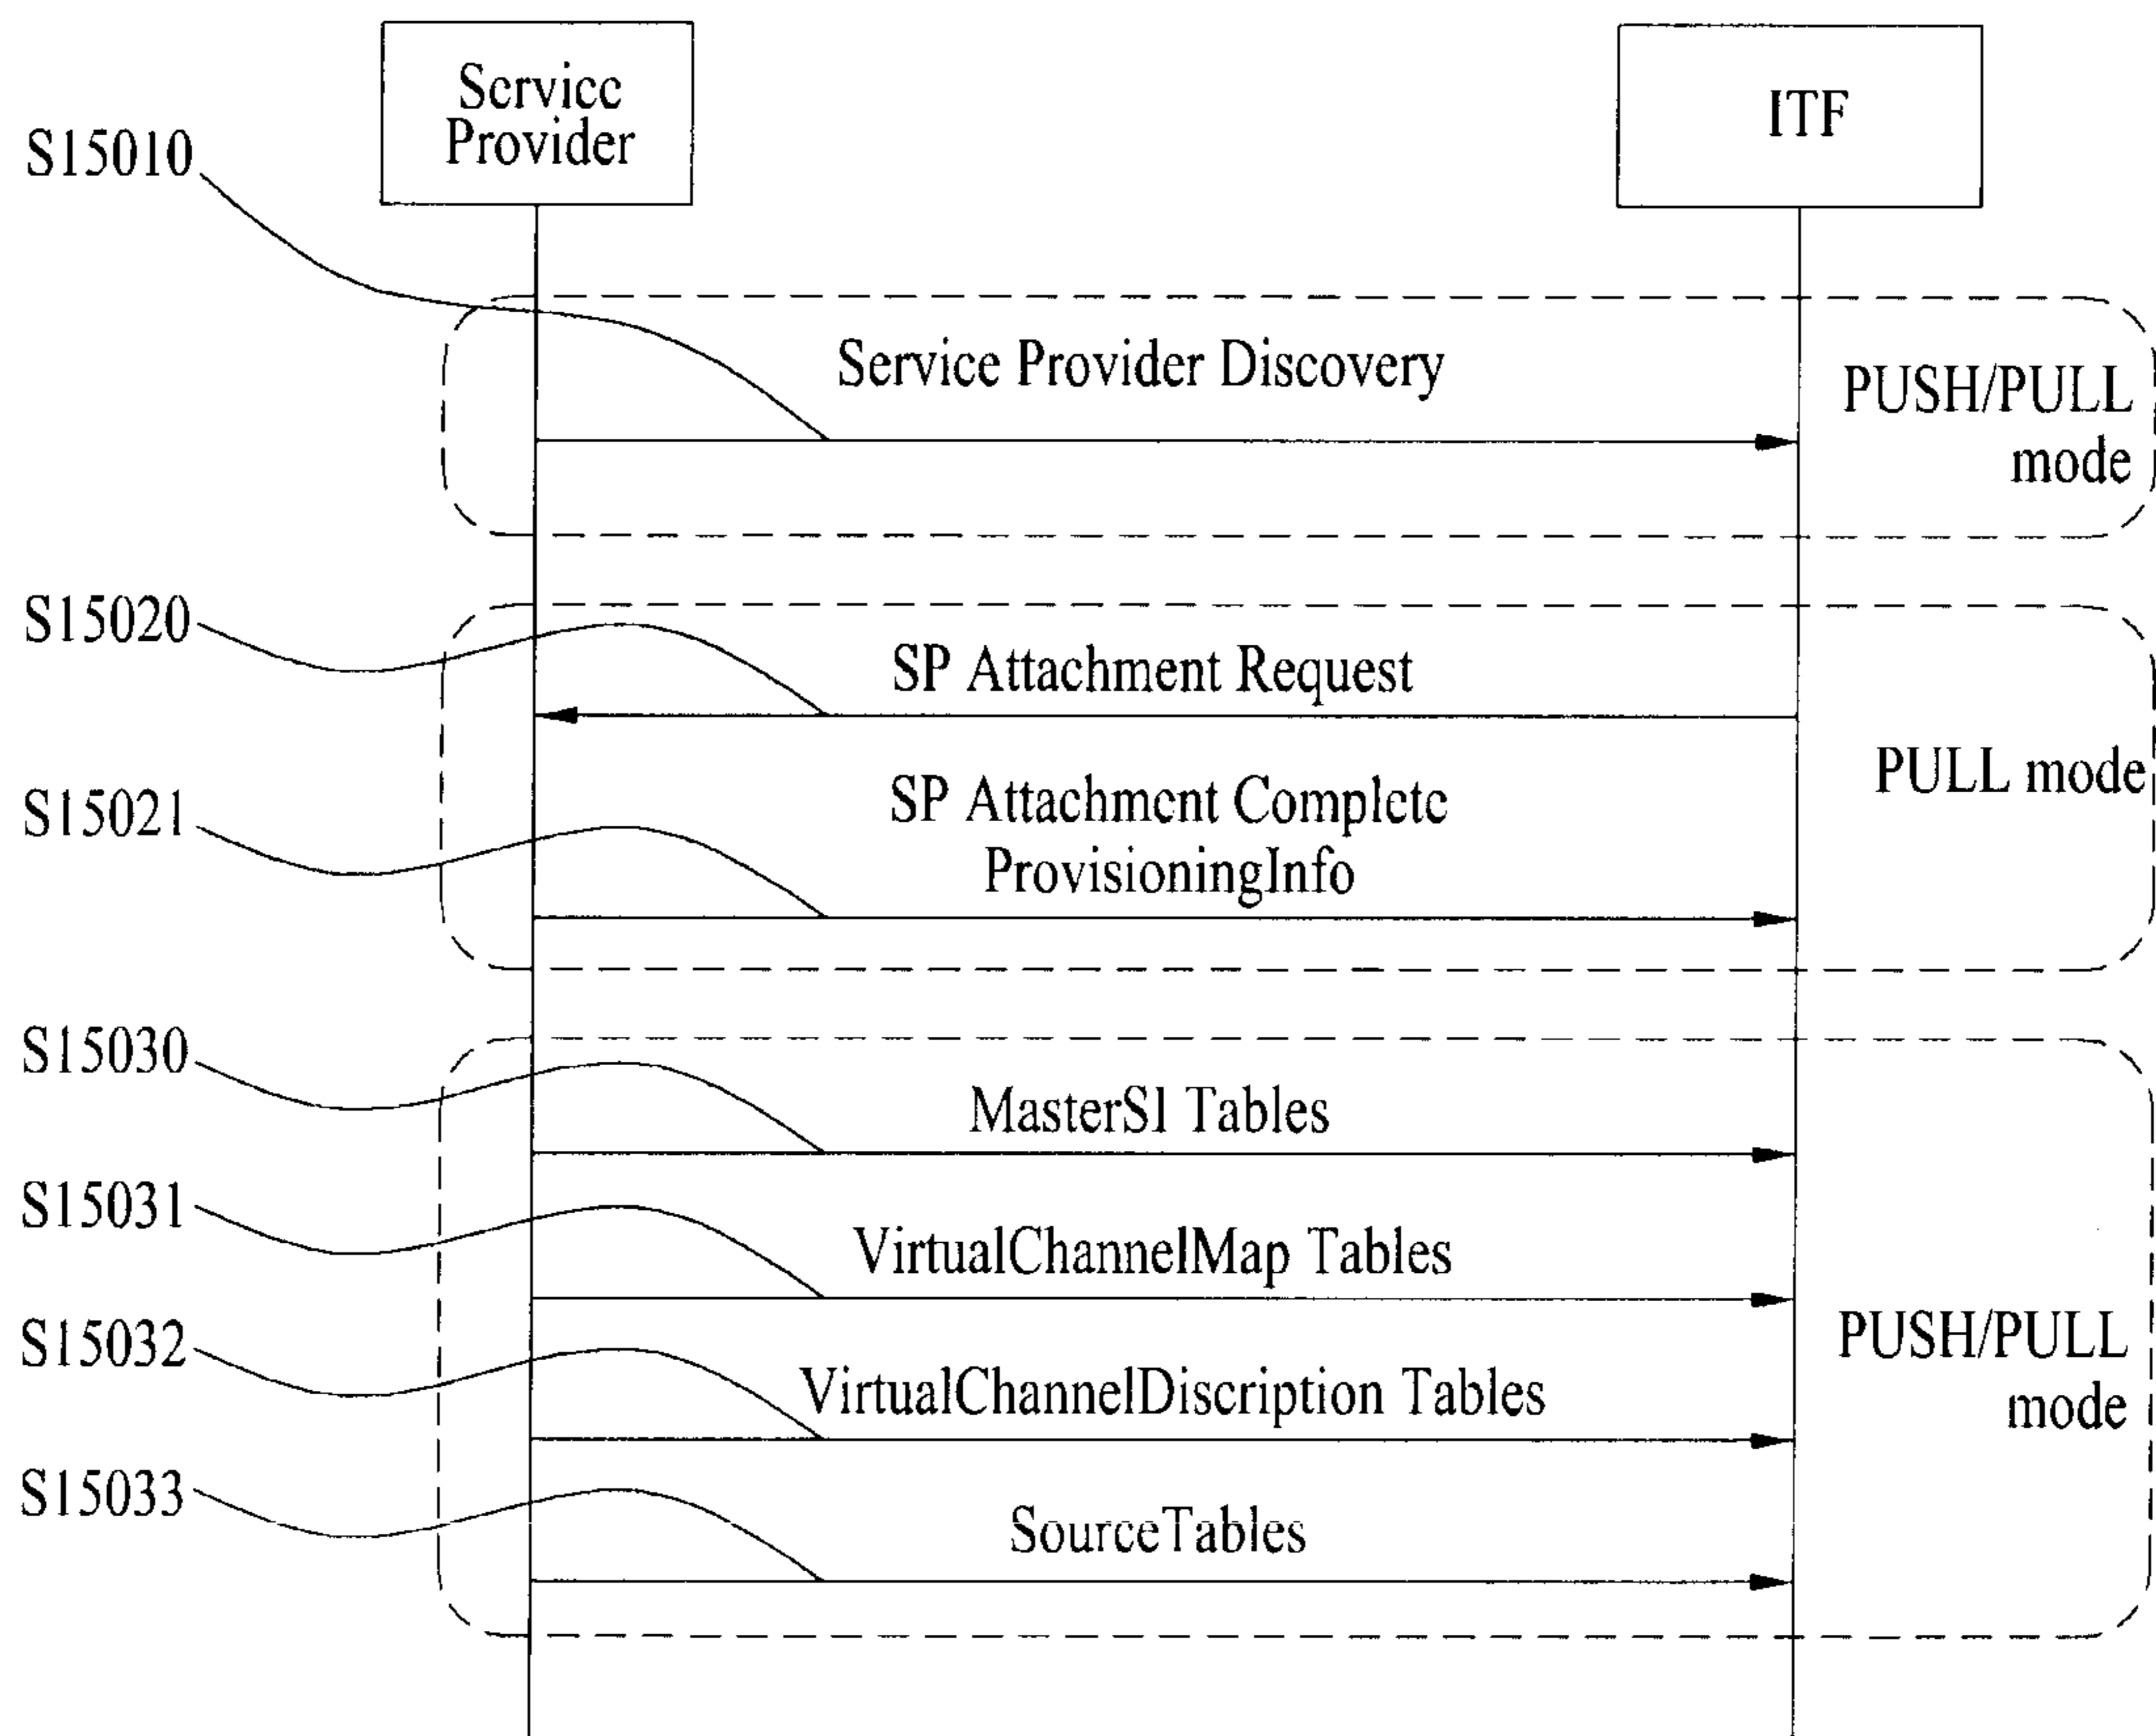 Service
Provider
ITF
S15010
Service Provider Discovery
PUSH/PULL
mode
S15020
SP Attachment Request
PULL mode
S15021
SP Attachment Complete
ProvisioningInfo
S15030
MasterSI Tables
S15031
VirtualChannelMap Tables
PUSH/PULL
mode
S15032
VirtualChannelDiscription Tables
S15033
SourceTables